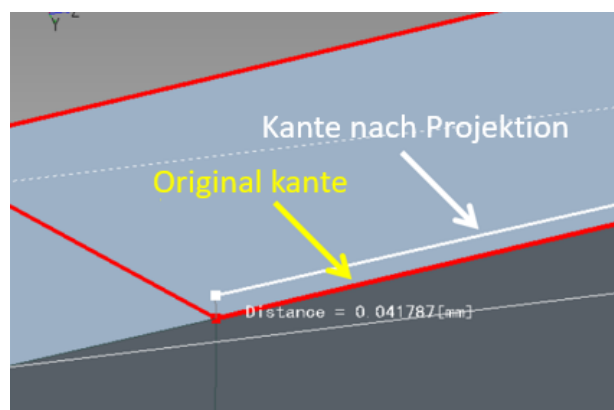 Z
Y
Kante nach Projektion
Original kante
Distance = 0.041787[mm]